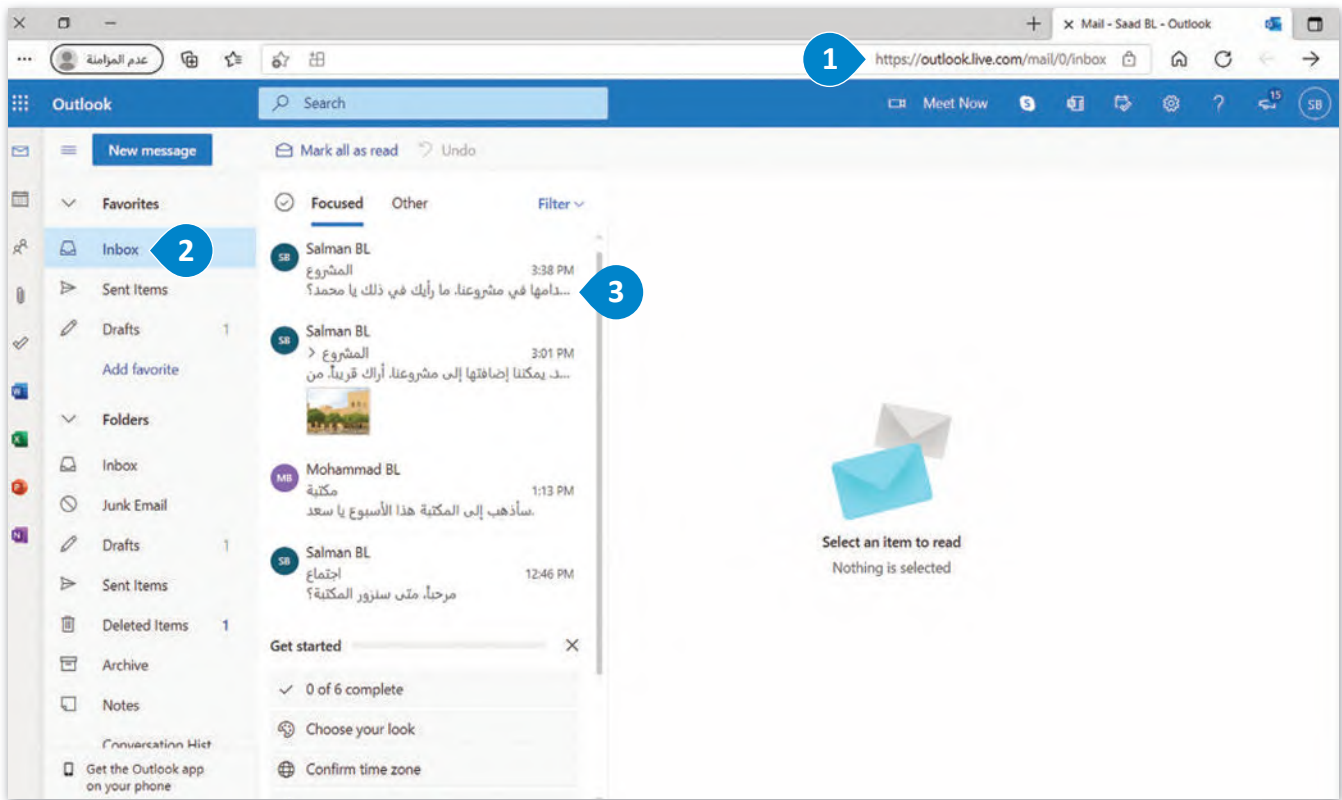 Mail - Saad BL - Outlook
عدم المزامنة
1
https://outlook.live.com/mail/0/inbox
Outlook
Search
Meet Now
15
SB
New message
Mark all as read
Undo
Favorites
Inbox
2
Sent Items
Drafts 1
Add favorite
Folders
Inbox
Junk Email
Drafts 1
Sent Items
Deleted Items 1
Archive
Notes
Conversation Hist
Get the Outlook app
on your phone
Focused Other Filter
SB
Salman BL
المشروع 3:38 PM
...دامها في مشروعنا. ما رأيك في ذلك يا محمد؟
3
SB
Salman BL
المشروع > 3:01 PM
...د. يمكننا إضافتها إلى مشروعنا. أراك قريباً. من
MB
Mohammad BL
مكتبة 1:13 PM
سأذهب إلى المكتبة هذا الأسبوع يا سعد.
SB
Salman BL
اجتماع 12:46 PM
مرحباً، متى سنزور المكتبة؟
Get started
0 of 6 complete
Choose your look
Confirm time zone
Select an item to read
Nothing is selected